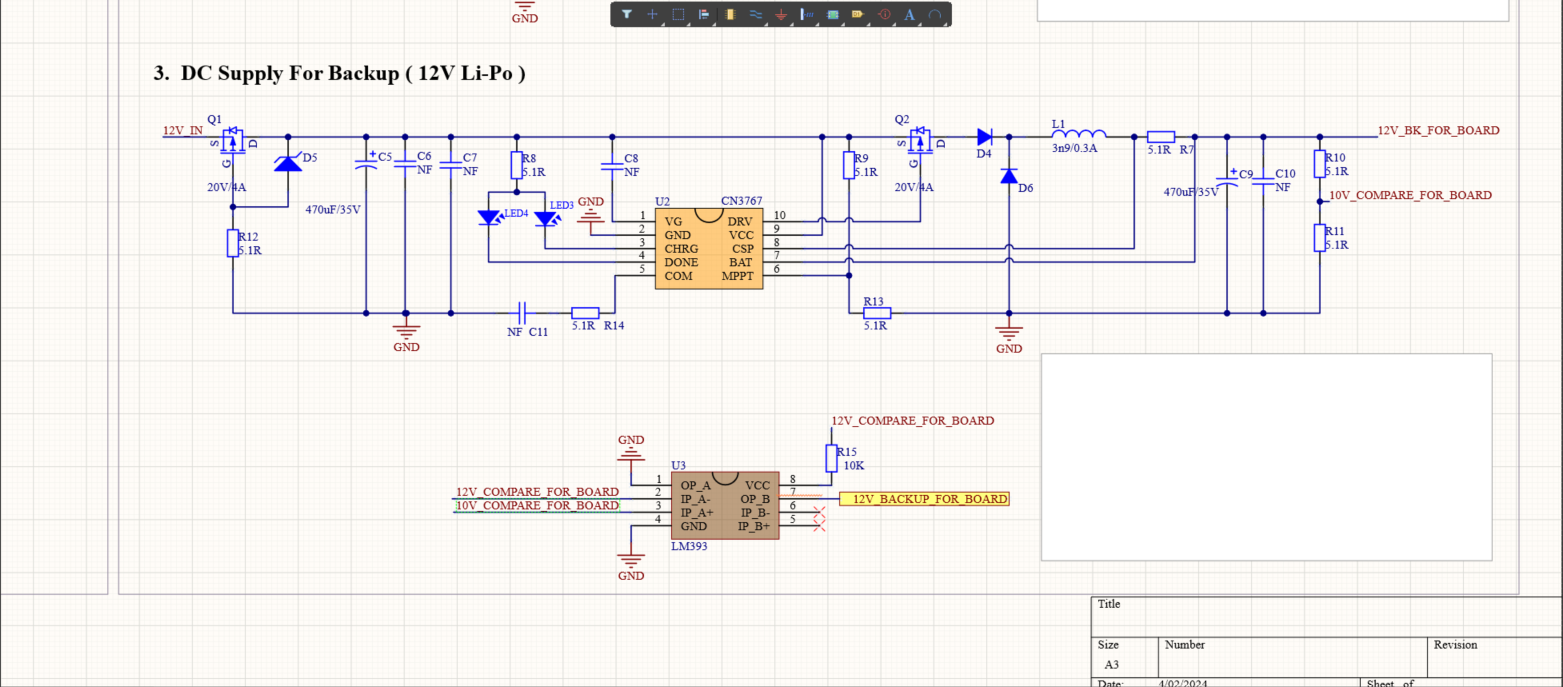 GND
A
3. DC Supply For Backup ( 12V Li-Po )
12V_IN
Q1
S
D
G
20V/4A
D5
R12
5.1R
C5
470uF/35V
C6
NF
C7
NF
R8
5.1R
LED4
LED3
GND
C8
NF
U2
CN3767
1 VG DRV 10
2 GND VCC 9
3 CHRG CSP 8
4 DONE BAT 7
5 COM MPPT 6
R9
5.1R
Q2
S
D
G
20V/4A
D4
D6
L1
3n9/0.3A
5.1R R7
470uF/35V
C9
C10
NF
12V_BK_FOR_BOARD
R10
5.1R
10V_COMPARE_FOR_BOARD
R11
5.1R
R13
5.1R
NF C11
5.1R R14
GND
GND
12V_COMPARE_FOR_BOARD
R15
10K
GND
U3
1 OP_A VCC 8
12V_COMPARE_FOR_BOARD 2 IP_A- OP_B 7 12V_BACKUP_FOR_BOARD
10V_COMPARE_FOR_BOARD 3 IP_A+ IP_B- 6
4 GND IP_B+ 5
LM393
GND
Title
Size Number Revision
A3
Date: 4/02/2024 Sheet of